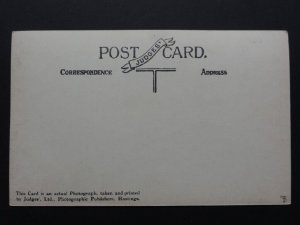 POST CARD.
JUDGES'
CORRESPONDENCE ADDRESS
This Card is an actual Photograph, taken and printed
by Judges', Ltd., Photographic Publishers, Hastings.